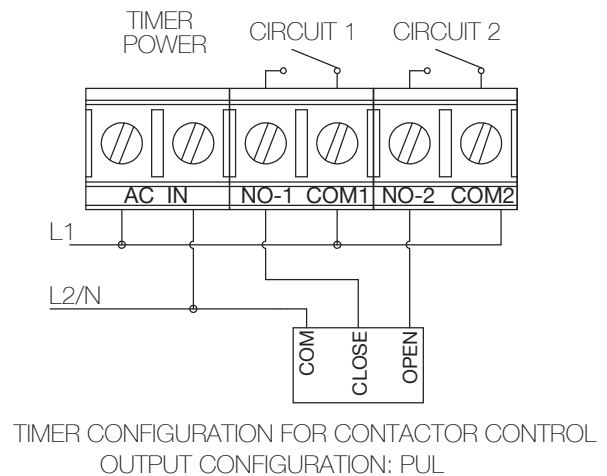 TIMER
POWER
CIRCUIT 1
CIRCUIT 2
AC IN
NO-1
COM1
NO-2
COM2
L1
L2/N
COM
CLOSE
OPEN
TIMER CONFIGURATION FOR CONTACTOR CONTROL
OUTPUT CONFIGURATION: PUL